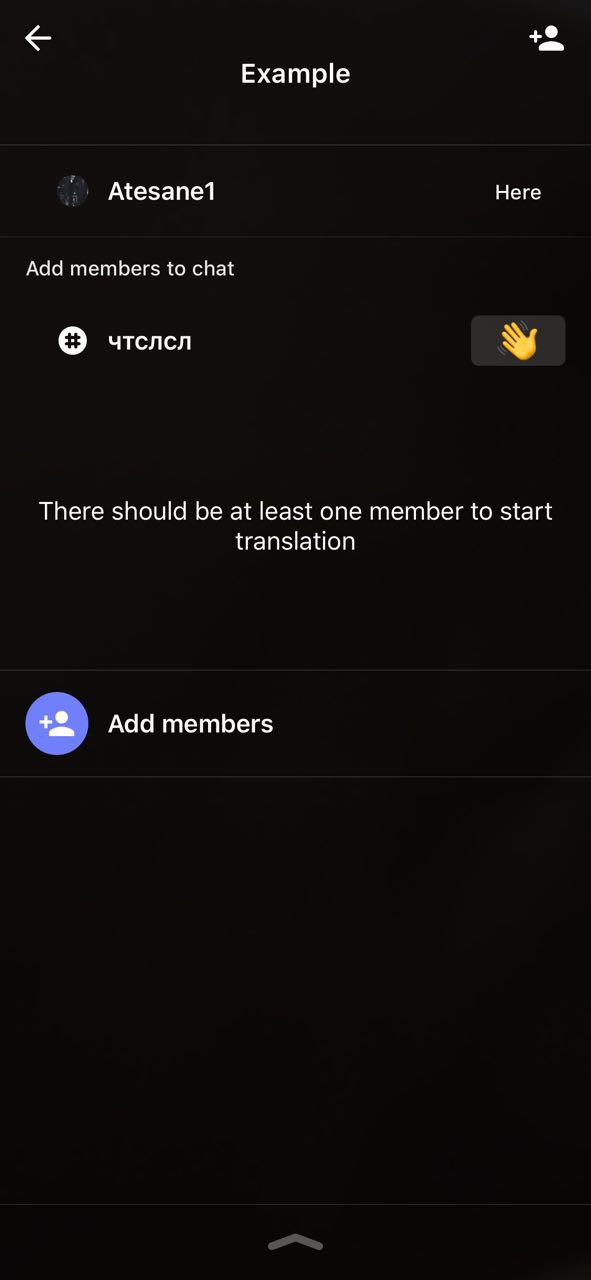 Example
Atesane1
Here
Add members to chat
чтслсл
There should be at least one member to start
translation
Add members